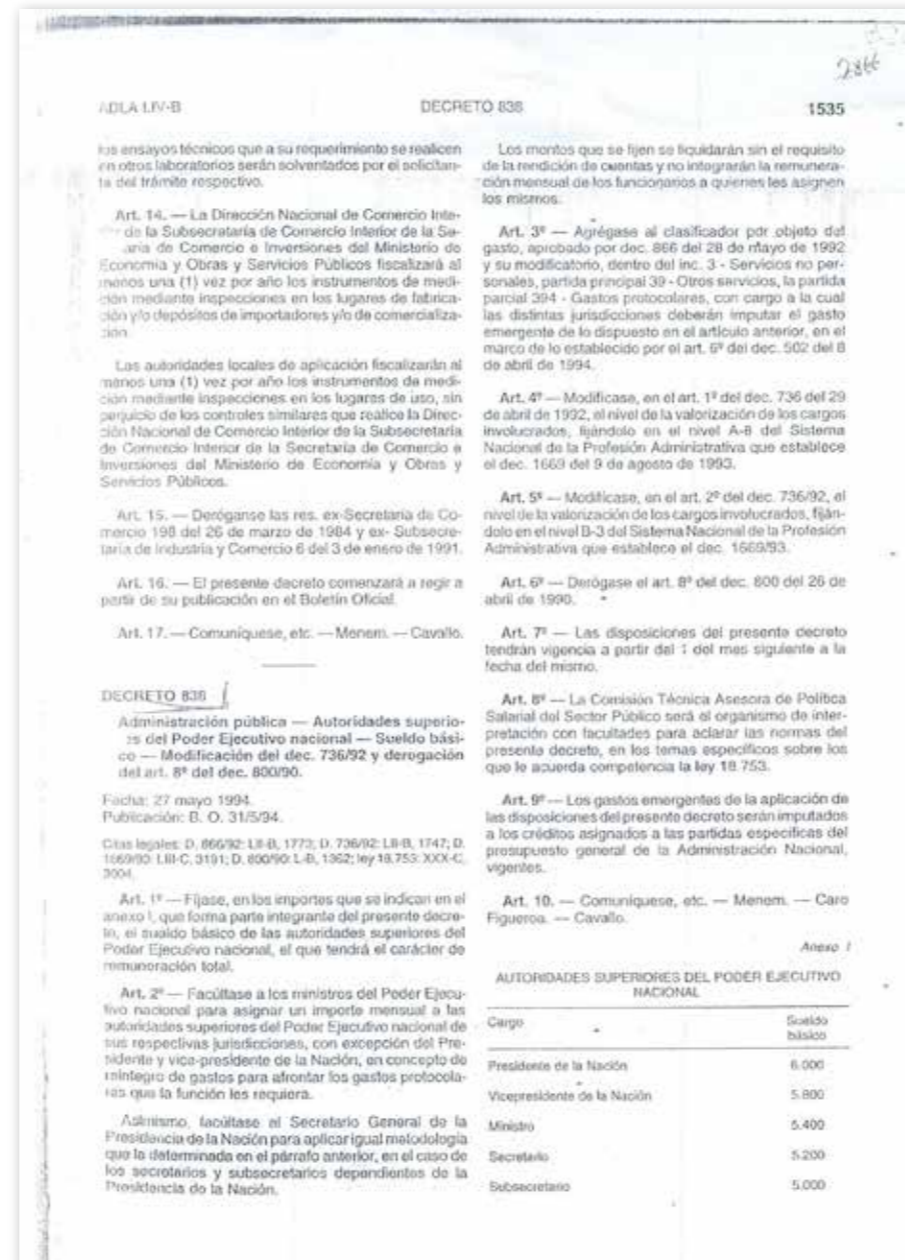 2866
ADLA LIV-B
DECRETO 838
1535
los ensayos técnicos que a su requerimiento se realicen
en otros laboratorios serán solventados por el solicitan-
te del trámite respectivo.
Art. 14. — La Dirección Nacional de Comercio Inte-
de la Subsecretaría de Comercio Interior de la Se-
aría de Comercio e Inversiones del Ministerio de
Economía y Obras y Servicios Públicos fiscalizará al
menos una (1) vez por año los instrumentos de medi-
ción mediante inspecciones en los lugares de fabrica-
ción y/o depósitos de importadores y/o de comercializa-
ción.
Las autoridades locales de aplicación fiscalizarán al
menos una (1) vez por año los instrumentos de medi-
ción mediante inspecciones en los lugares de uso, sin
perjuicio de los controles similares que realice la Direc-
ción Nacional de Comercio Interior de la Subsecretaría
de Comercio Interior de la Secretaría de Comercio e
Inversiones del Ministerio de Economía y Obras y
Servicios Públicos.
Art. 15. — Deróganse las res. ex-Secretaría de Co-
mercio 198 del 26 de marzo de 1984 y ex- Subsecre-
taría de Industria y Comercio 6 del 3 de enero de 1991.
Art. 16. — El presente decreto comenzará a regir a
partir de su publicación en el Boletín Oficial.
Art. 17. — Comuníquese, etc. — Menem. — Cavallo.
DECRETO 838
Administración pública — Autoridades superio-
es del Poder Ejecutivo nacional — Sueldo bási-
co — Modificación del dec. 736/92 y derogación
del art. 8º del dec. 800/90.
Fecha: 27 mayo 1994.
Publicación: B. O. 31/5/94.
Citas legales: D. 866/92: LII-B, 1773; D. 736/92: LII-B, 1747; D.
1669/93: LIII-C, 3191; D. 800/90: L-B, 1362; ley 18.753: XXX-C,
3004.
Art. 1º — Fíjase, en los importes que se indican en el
anexo I, que forma parte integrante del presente decre-
to, el sueldo básico de las autoridades superiores del
Poder Ejecutivo nacional, el que tendrá el carácter de
remuneración total.
Art. 2º — Facúltase a los ministros del Poder Ejecu-
tivo nacional para asignar un importe mensual a las
autoridades superiores del Poder Ejecutivo nacional de
sus respectivas jurisdicciones, con excepción del Pre-
sidente y vice-presidente de la Nación, en concepto de
reintegro de gastos para afrontar los gastos protocola-
res que la función les requiera.
Asimismo, facúltase al Secretario General de la
Presidencia de la Nación para aplicar igual metodología
que la determinada en el párrafo anterior, en el caso de
los secretarios y subsecretarios dependientes de la
Presidencia de la Nación.
Los montos que se fijen se liquidarán sin el requisito
de la rendición de cuentas y no integrarán la remunera-
ción mensual de los funcionarios a quienes les asignen
los mismos.
Art. 3º — Agrégase al clasificador por objeto del
gasto, aprobado por dec. 866 del 28 de mayo de 1992
y su modificatorio, dentro del inc. 3 - Servicios no per-
sonales, partida principal 39 - Otros servicios, la partida
parcial 394 - Gastos protocolares, con cargo a la cual
las distintas jurisdicciones deberán imputar el gasto
emergente de lo dispuesto en el artículo anterior, en el
marco de lo establecido por el art. 6º del dec. 502 del 8
de abril de 1994.
Art. 4º — Modifícase, en el art. 1º del dec. 736 del 29
de abril de 1992, el nivel de la valorización de los cargos
involucrados, fijándolo en el nivel A-8 del Sistema
Nacional de la Profesión Administrativa que establece
el dec. 1669 del 9 de agosto de 1993.
Art. 5º — Modifícase, en el art. 2º del dec. 736/92, el
nivel de la valorización de los cargos involucrados, fiján-
dolo en el nivel B-3 del Sistema Nacional de la Profesión
Administrativa que establece el dec. 1669/93.
Art. 6º — Derógase el art. 8º del dec. 800 del 26 de
abril de 1990.
Art. 7º — Las disposiciones del presente decreto
tendrán vigencia a partir del 1 del mes siguiente a la
fecha del mismo.
Art. 8º — La Comisión Técnica Asesora de Política
Salarial del Sector Público será el organismo de inter-
pretación con facultades para aclarar las normas del
presente decreto, en los temas específicos sobre los
que le acuerda competencia la ley 18.753.
Art. 9º — Los gastos emergentes de la aplicación de
las disposiciones del presente decreto serán imputados
a los créditos asignados a las partidas específicas del
presupuesto general de la Administración Nacional,
vigentes.
Art. 10. — Comuníquese, etc. — Menem. — Caro
Figueroa. — Cavallo.
Anexo I
AUTORIDADES SUPERIORES DEL PODER EJECUTIVO
NACIONAL
Cargo
Sueldo
básico
Presidente de la Nación 6.000
Vicepresidente de la Nación 5.800
Ministro 5.400
Secretario 5.200
Subsecretario 5.000